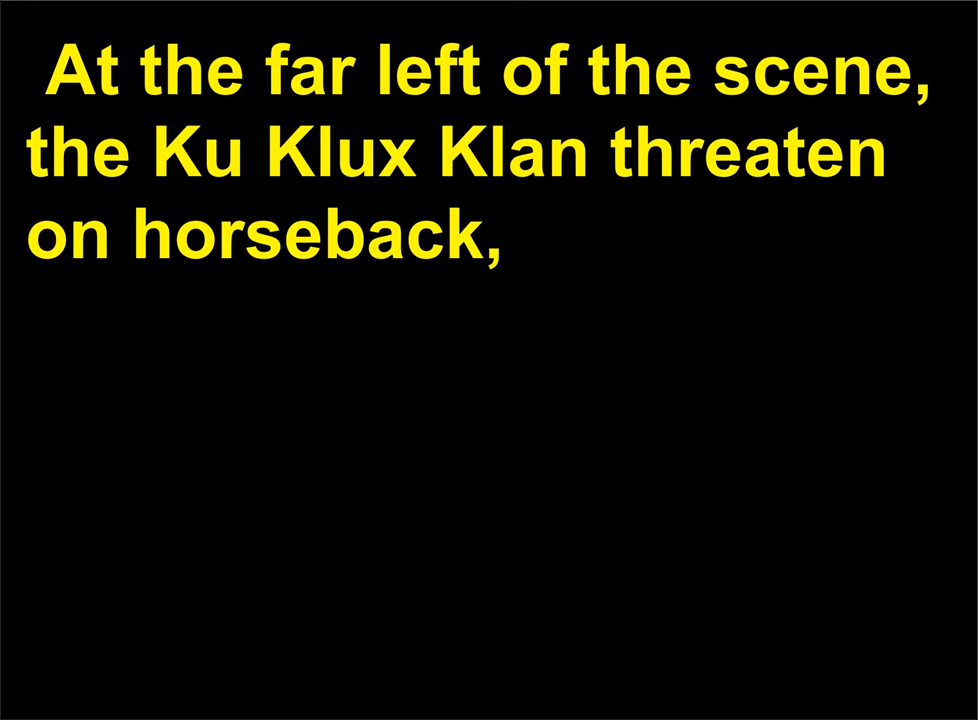 At the far left of the scene,
the Ku Klux Klan threaten
on horseback,